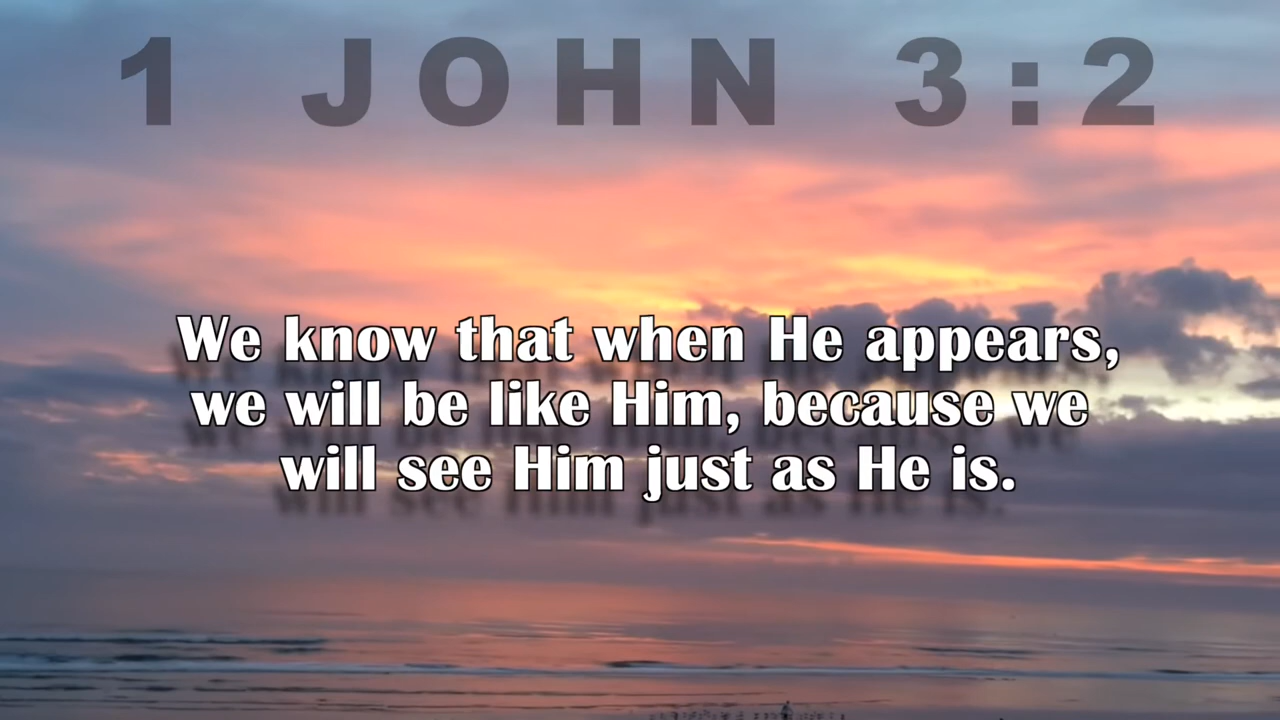 1 JOHN 3:2
We know that when He appears,
we will be like Him, because we
will see Him just as He is.